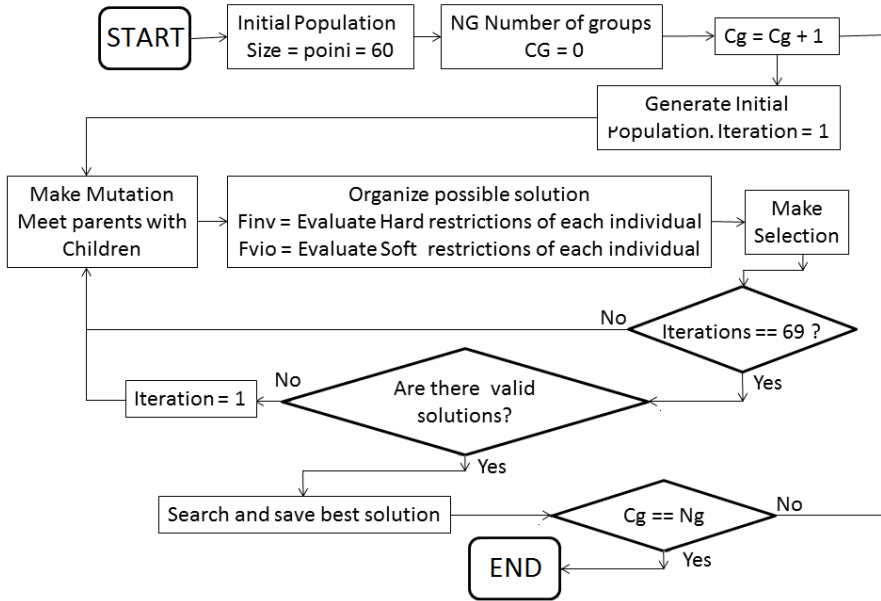 START
Initial Population
Size = poini = 60
NG Number of groups
CG = 0
Cg = Cg + 1
Generate Initial
Population. Iteration = 1
Make Mutation
Meet parents with
Children
Organize possible solution
Finv = Evaluate Hard restrictions of each individual
Fvio = Evaluate Soft restrictions of each individual
Make
Selection
No
Iterations == 69 ?
Yes
Iteration = 1
No
Are there valid
solutions?
Yes
Search and save best solution
Cg == Ng
No
Yes
END